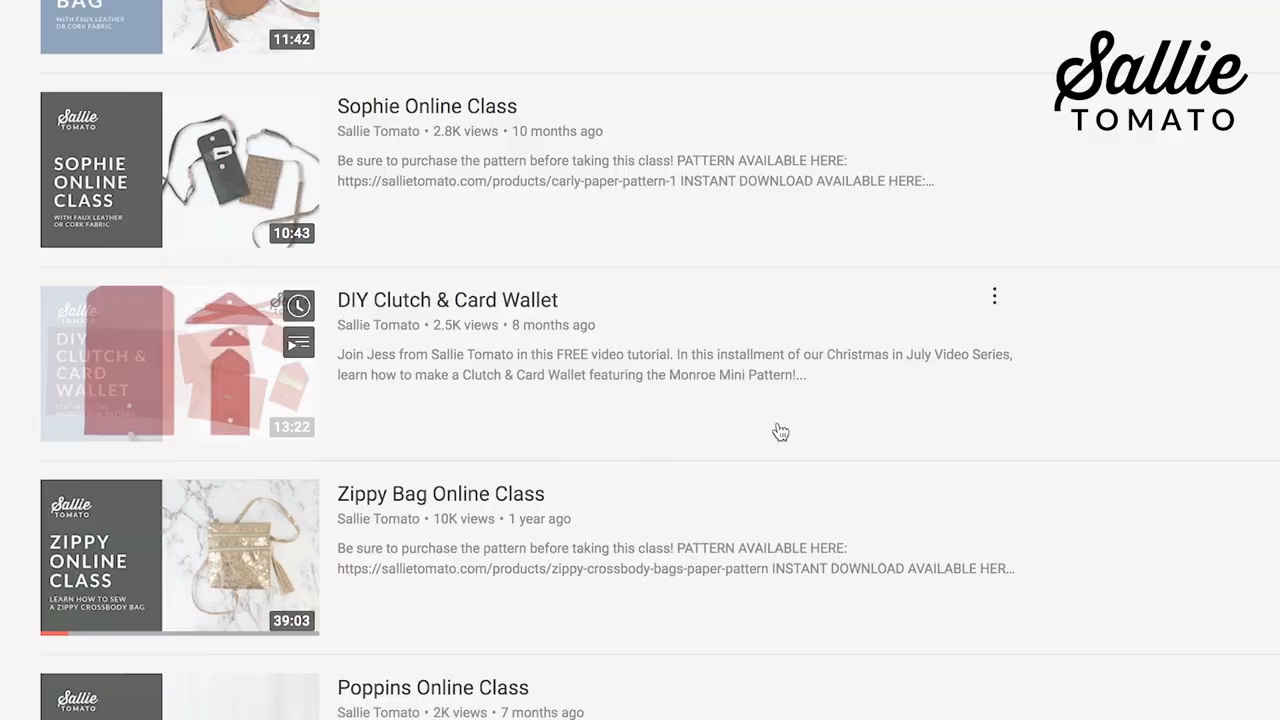 BAG
WITH FAUX LEATHER
OR CORK FABRIC
11:42
Sallie
TOMATO
Sallie
TOMATO
SOPHIE
ONLINE
CLASS
WITH FAUX LEATHER
OR CORK FABRIC
10:43
Sophie Online Class
Sallie Tomato • 2.8K views • 10 months ago
Be sure to purchase the pattern before taking this class! PATTERN AVAILABLE HERE:
https://sallietomato.com/products/carly-paper-pattern-1 INSTANT DOWNLOAD AVAILABLE HERE:...
Sallie
TOMATO
DIY
CLUTCH &
CARD
WALLET
13:22
DIY Clutch & Card Wallet
Sallie Tomato • 2.5K views • 8 months ago
Join Jess from Sallie Tomato in this FREE video tutorial. In this installment of our Christmas in July Video Series,
learn how to make a Clutch & Card Wallet featuring the Monroe Mini Pattern!...
Sallie
TOMATO
ZIPPY
ONLINE
CLASS
LEARN HOW TO SEW
A ZIPPY CROSSBODY BAG
39:03
Zippy Bag Online Class
Sallie Tomato • 10K views • 1 year ago
Be sure to purchase the pattern before taking this class! PATTERN AVAILABLE HERE:
https://sallietomato.com/products/zippy-crossbody-bags-paper-pattern INSTANT DOWNLOAD AVAILABLE HER...
Sallie
TOMATO
Poppins Online Class
Sallie Tomato • 2K views • 7 months ago